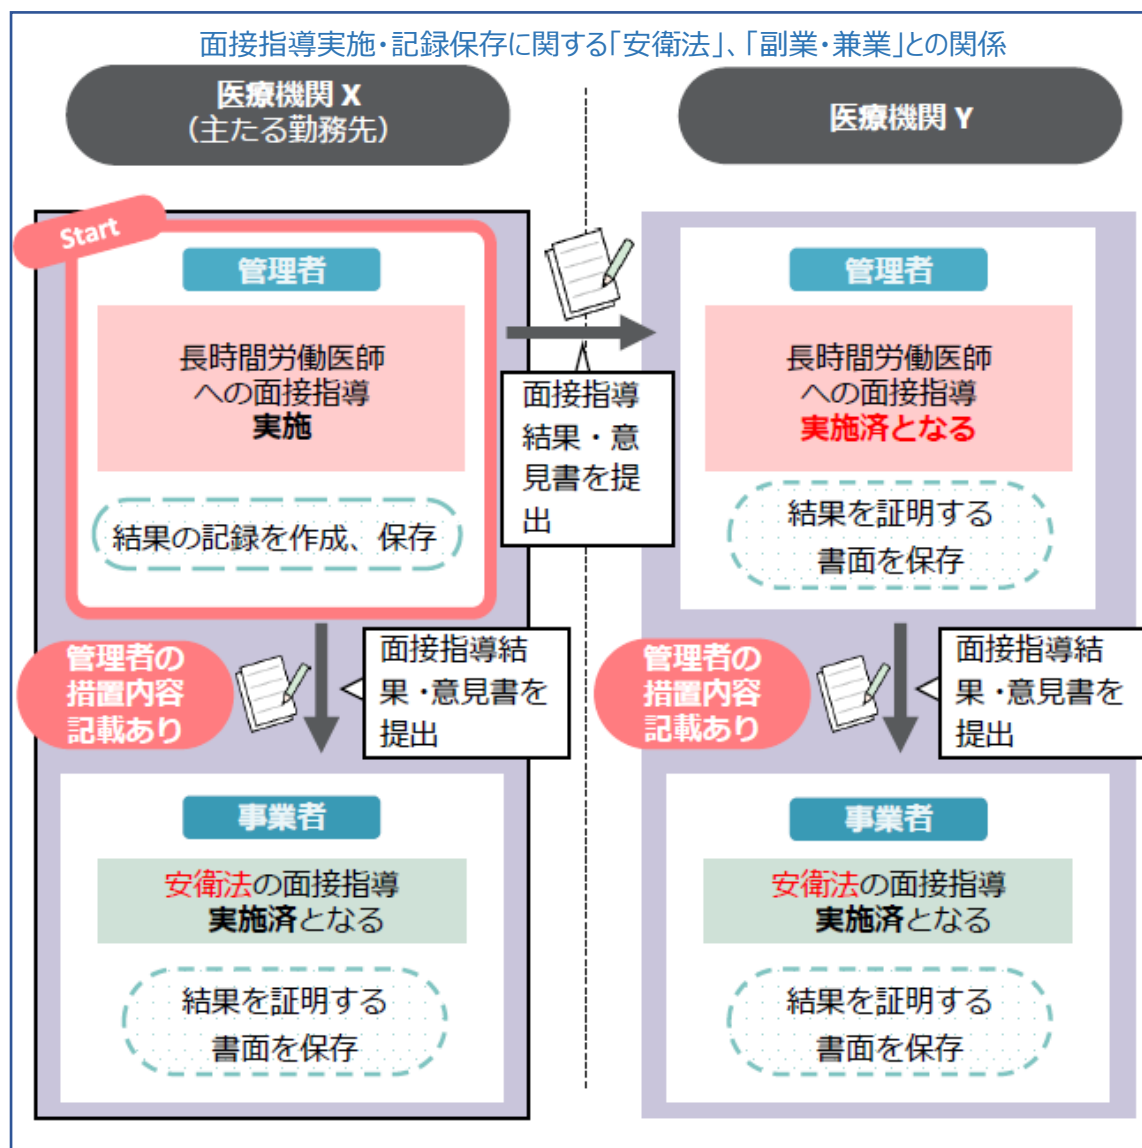 面接指導実施・記録保存に関する「安衛法」、「副業・兼業」との関係
医療機関 X
（主たる勤務先）
医療機関 Y
Start
管理者
長時間労働医師
への面接指導
実施
結果の記録を作成、保存
面接指導
結果・意
見書を提
出
管理者
長時間労働医師
への面接指導
実施済となる
結果を証明する
書面を保存
管理者の
措置内容
記載あり
面接指導結
果・意見書を
提出
管理者の
措置内容
記載あり
面接指導結
果・意見書を
提出
事業者
安衛法の面接指導
実施済となる
結果を証明する
書面を保存
事業者
安衛法の面接指導
実施済となる
結果を証明する
書面を保存